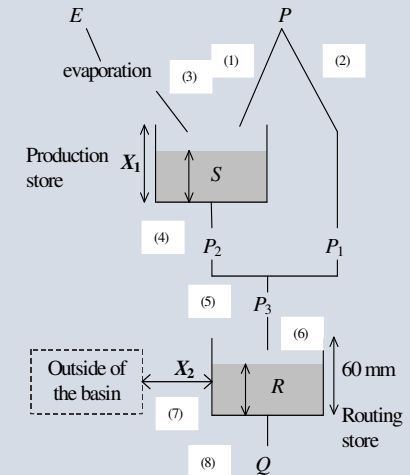 E
P
evaporation
(3)
(1)
(2)
Production
store
X1
S
(4)
P2
P1
(5)
P3
(6)
Outside of
the basin
X2
R
60 mm
(7)
Routing
store
(8)
Q